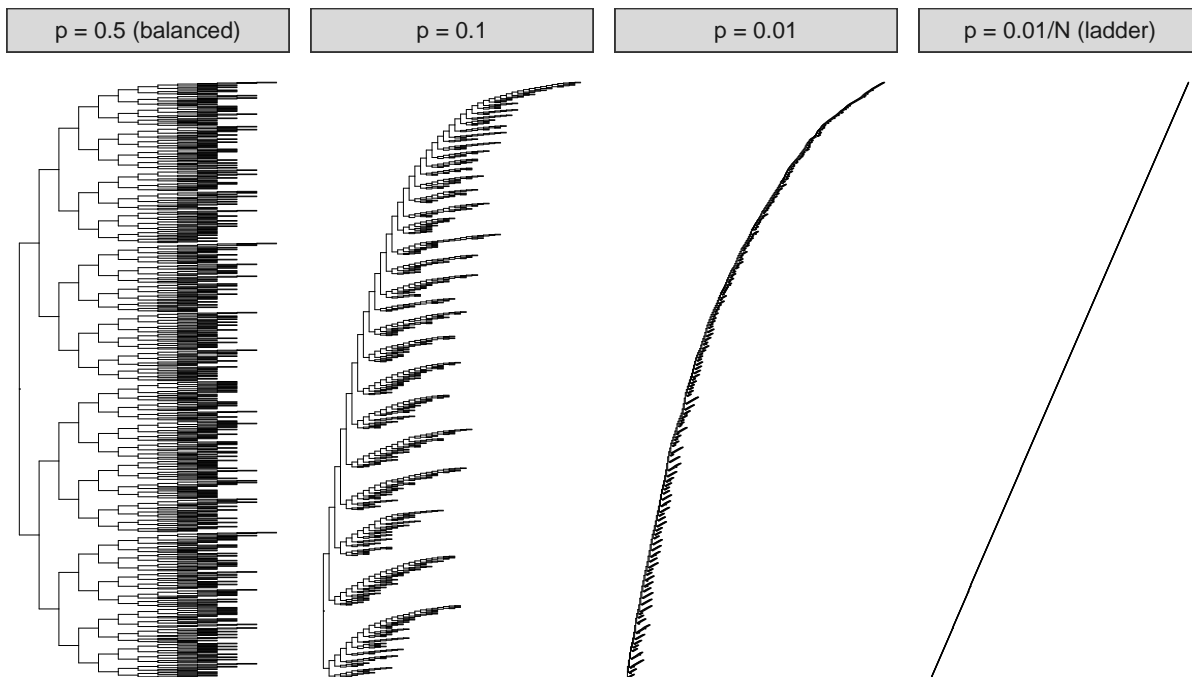 p = 0.5 (balanced)
p = 0.1
p = 0.01
p = 0.01/N (ladder)